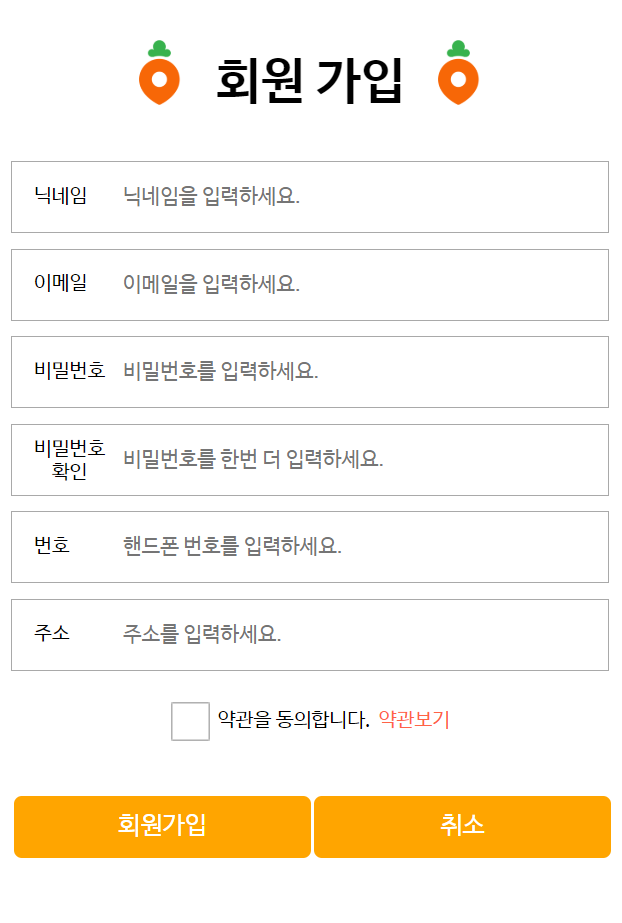 회원 가입
닉네임 닉네임을 입력하세요.
이메일 이메일을 입력하세요.
비밀번호 비밀번호를 입력하세요.
비밀번호
확인 비밀번호를 한번 더 입력하세요.
번호 핸드폰 번호를 입력하세요.
주소 주소를 입력하세요.
약관을 동의합니다. 약관보기
회원가입 취소